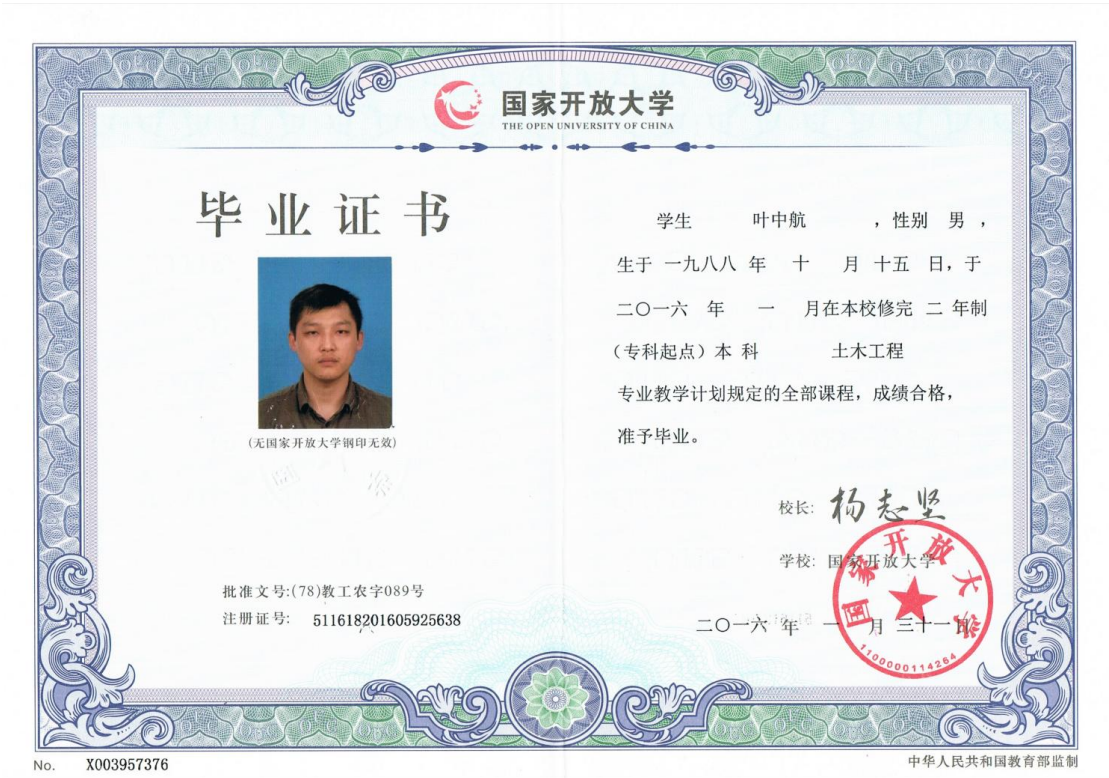 国家开放大学
THE OPEN UNIVERSITY OF CHINA
毕业证书
(无国家开放大学钢印无效)
批准文号:(78)教工农字089号
注册证号: 511618201605925638
学生 叶中航 ,性别 男 ,
生于 一九八八 年 十 月 十五 日,于
二〇一六 年 一 月在本校修完 二 年制
(专科起点)本 科 土木工程
专业教学计划规定的全部课程,成绩合格,
准予毕业。
校长: 杨志坚
学校: 国家开放大学
二〇一六 年 一 月 三十一日
国家开放大学
1100000114264
No. X003957376
中华人民共和国教育部监制